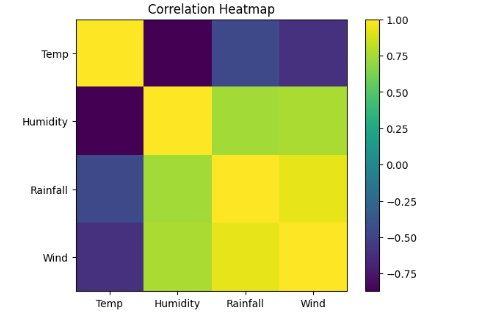 Correlation Heatmap
Temp
Humidity
Rainfall
Wind
Temp Humidity Rainfall Wind
1.00
0.75
0.50
0.25
0.00
−0.25
−0.50
−0.75